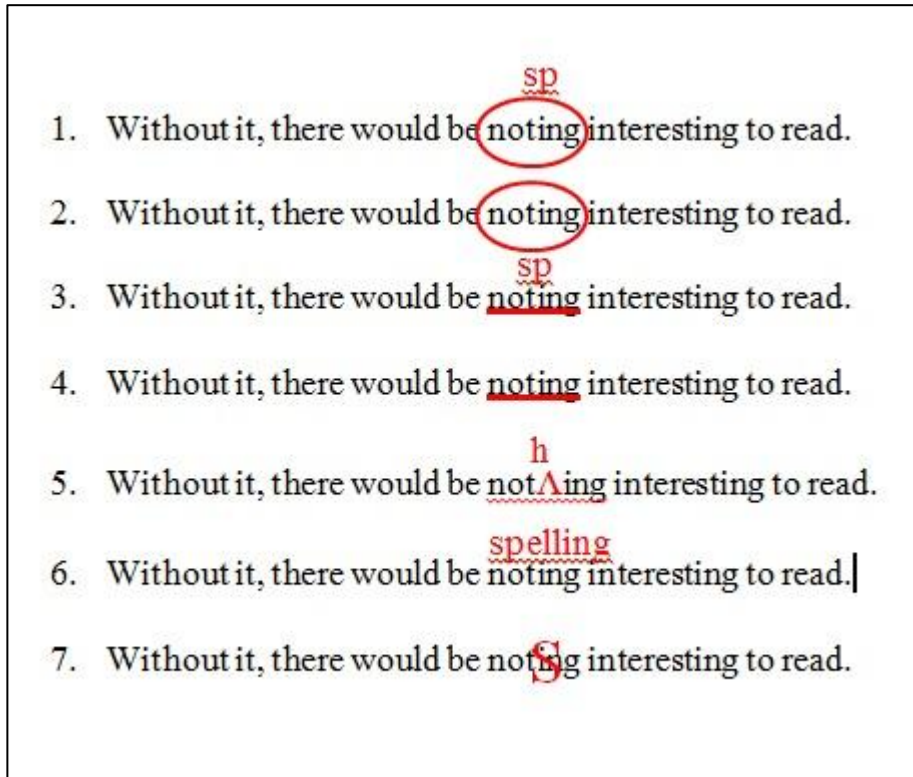 sp
1. Without it, there would be noting interesting to read.
2. Without it, there would be noting interesting to read.
sp
3. Without it, there would be noting interesting to read.
4. Without it, there would be noting interesting to read.
h
5. Without it, there would be notΛing interesting to read.
spelling
6. Without it, there would be noting interesting to read.
7. Without it, there would be noting interesting to read.
S